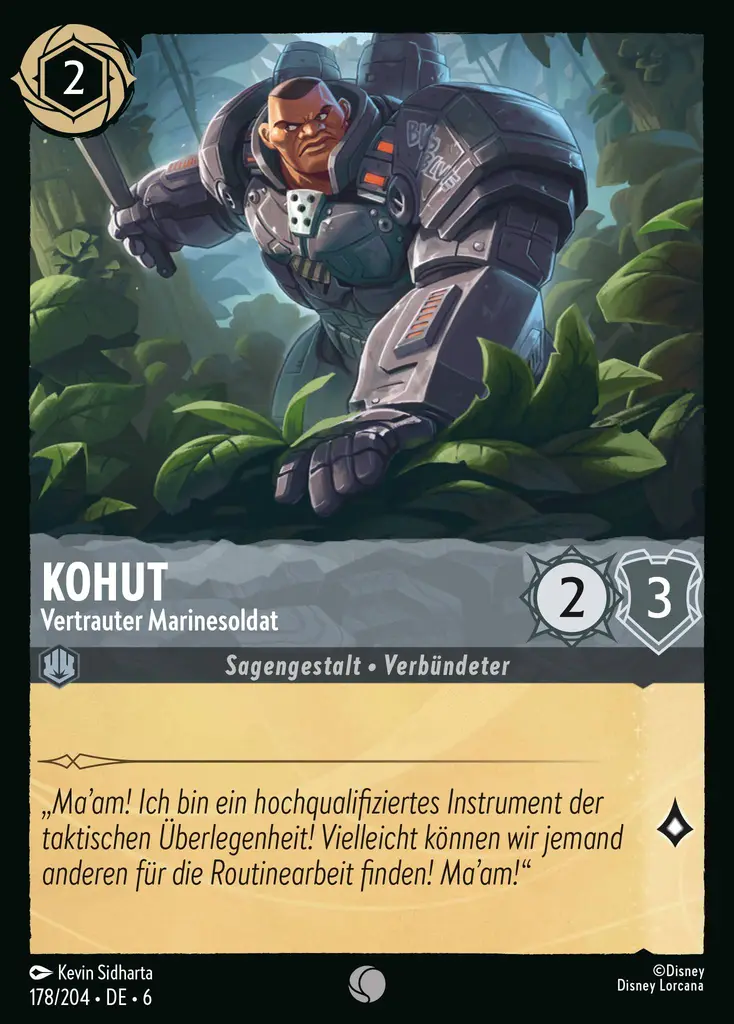 2
BUG
KOHUT
Vertrauter Marinesoldat
2
3
Sagengestalt • Verbündeter
„Ma’am! Ich bin ein hochqualifiziertes Instrument der
taktischen Überlegenheit! Vielleicht können wir jemand
anderen für die Routinearbeit finden! Ma’am!“
Kevin Sidharta
178/204 • DE • 6
©Disney
Disney Lorcana